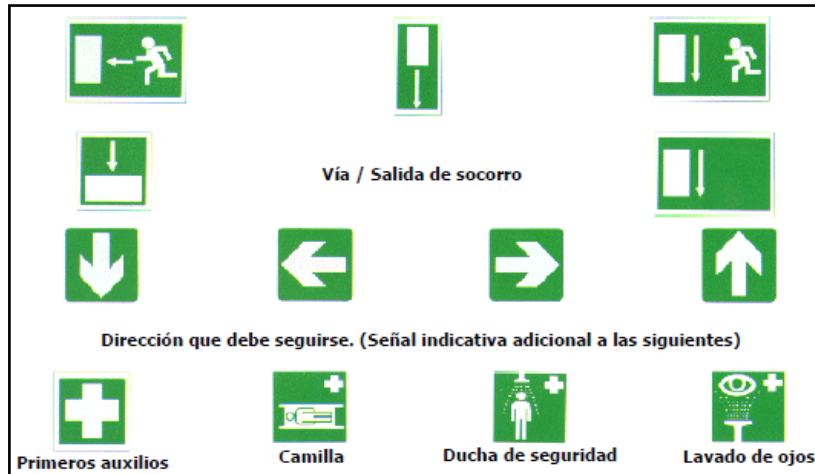 Vía / Salida de socorro
Dirección que debe seguirse. (Señal indicativa adicional a las siguientes)
Primeros auxilios
Camilla
Ducha de seguridad
Lavado de ojos